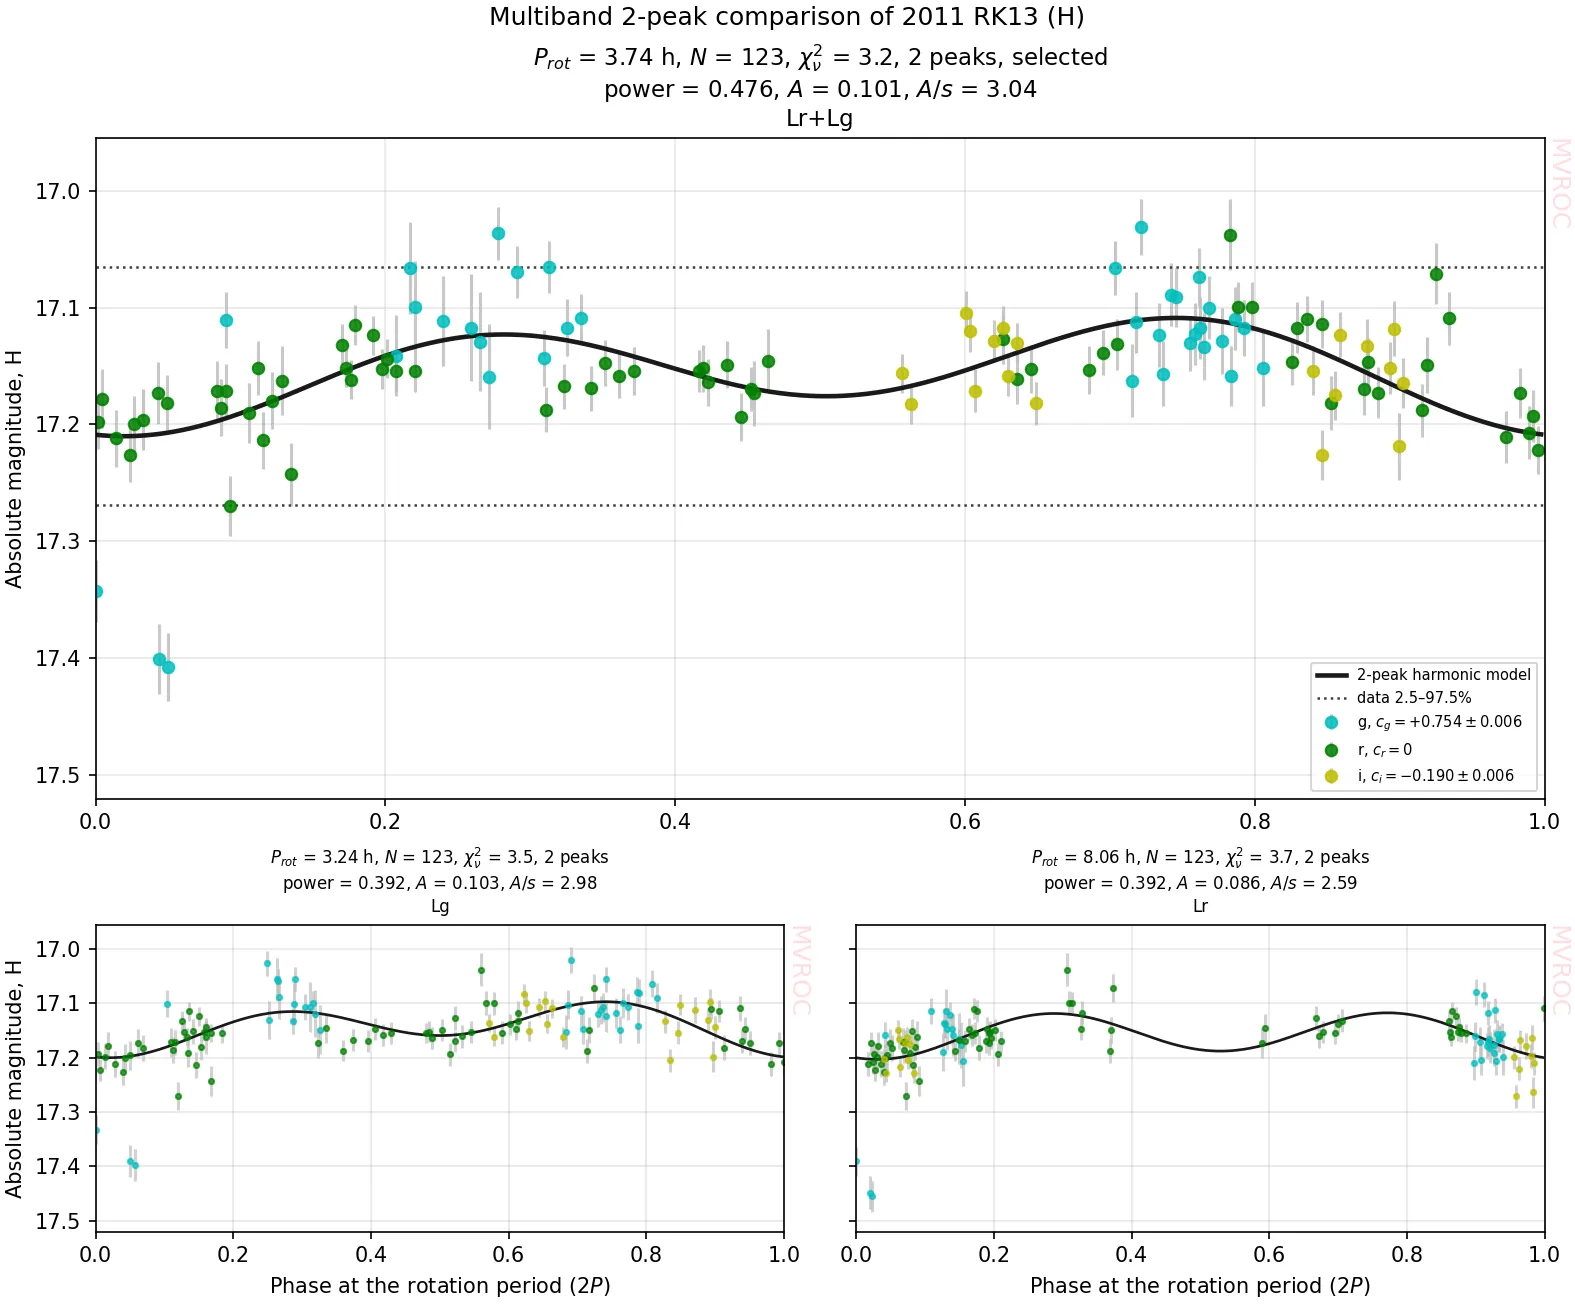 Multiband 2-peak comparison of 2011 RK13 (H)
P_rot = 3.74 h, N = 123, χ²_ν = 3.2, 2 peaks, selected
power = 0.476, A = 0.101, A/s = 3.04
Lr+Lg
Absolute magnitude, H
17.0
17.1
17.2
17.3
17.4
17.5
0.0 0.2 0.4 0.6 0.8 1.0
2-peak harmonic model
data 2.5–97.5%
g, c_g = +0.754 ± 0.006
r, c_r = 0
i, c_i = −0.190 ± 0.006
MVROC
P_rot = 3.24 h, N = 123, χ²_ν = 3.5, 2 peaks
power = 0.392, A = 0.103, A/s = 2.98
Lg
Absolute magnitude, H
17.0
17.1
17.2
17.3
17.4
17.5
0.0 0.2 0.4 0.6 0.8 1.0
Phase at the rotation period (2P)
MVROC
P_rot = 8.06 h, N = 123, χ²_ν = 3.7, 2 peaks
power = 0.392, A = 0.086, A/s = 2.59
Lr
0.0 0.2 0.4 0.6 0.8 1.0
Phase at the rotation period (2P)
MVROC